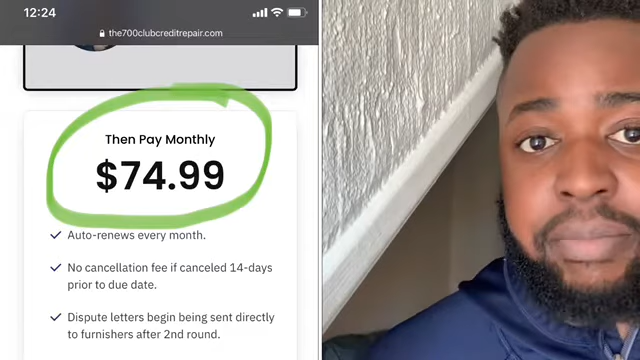 12:24
the700clubcreditrepair.com
Then Pay Monthly
$74.99
Auto-renews every month.
No cancellation fee if canceled 14-days
prior to due date.
Dispute letters begin being sent directly
to furnishers after 2nd round.